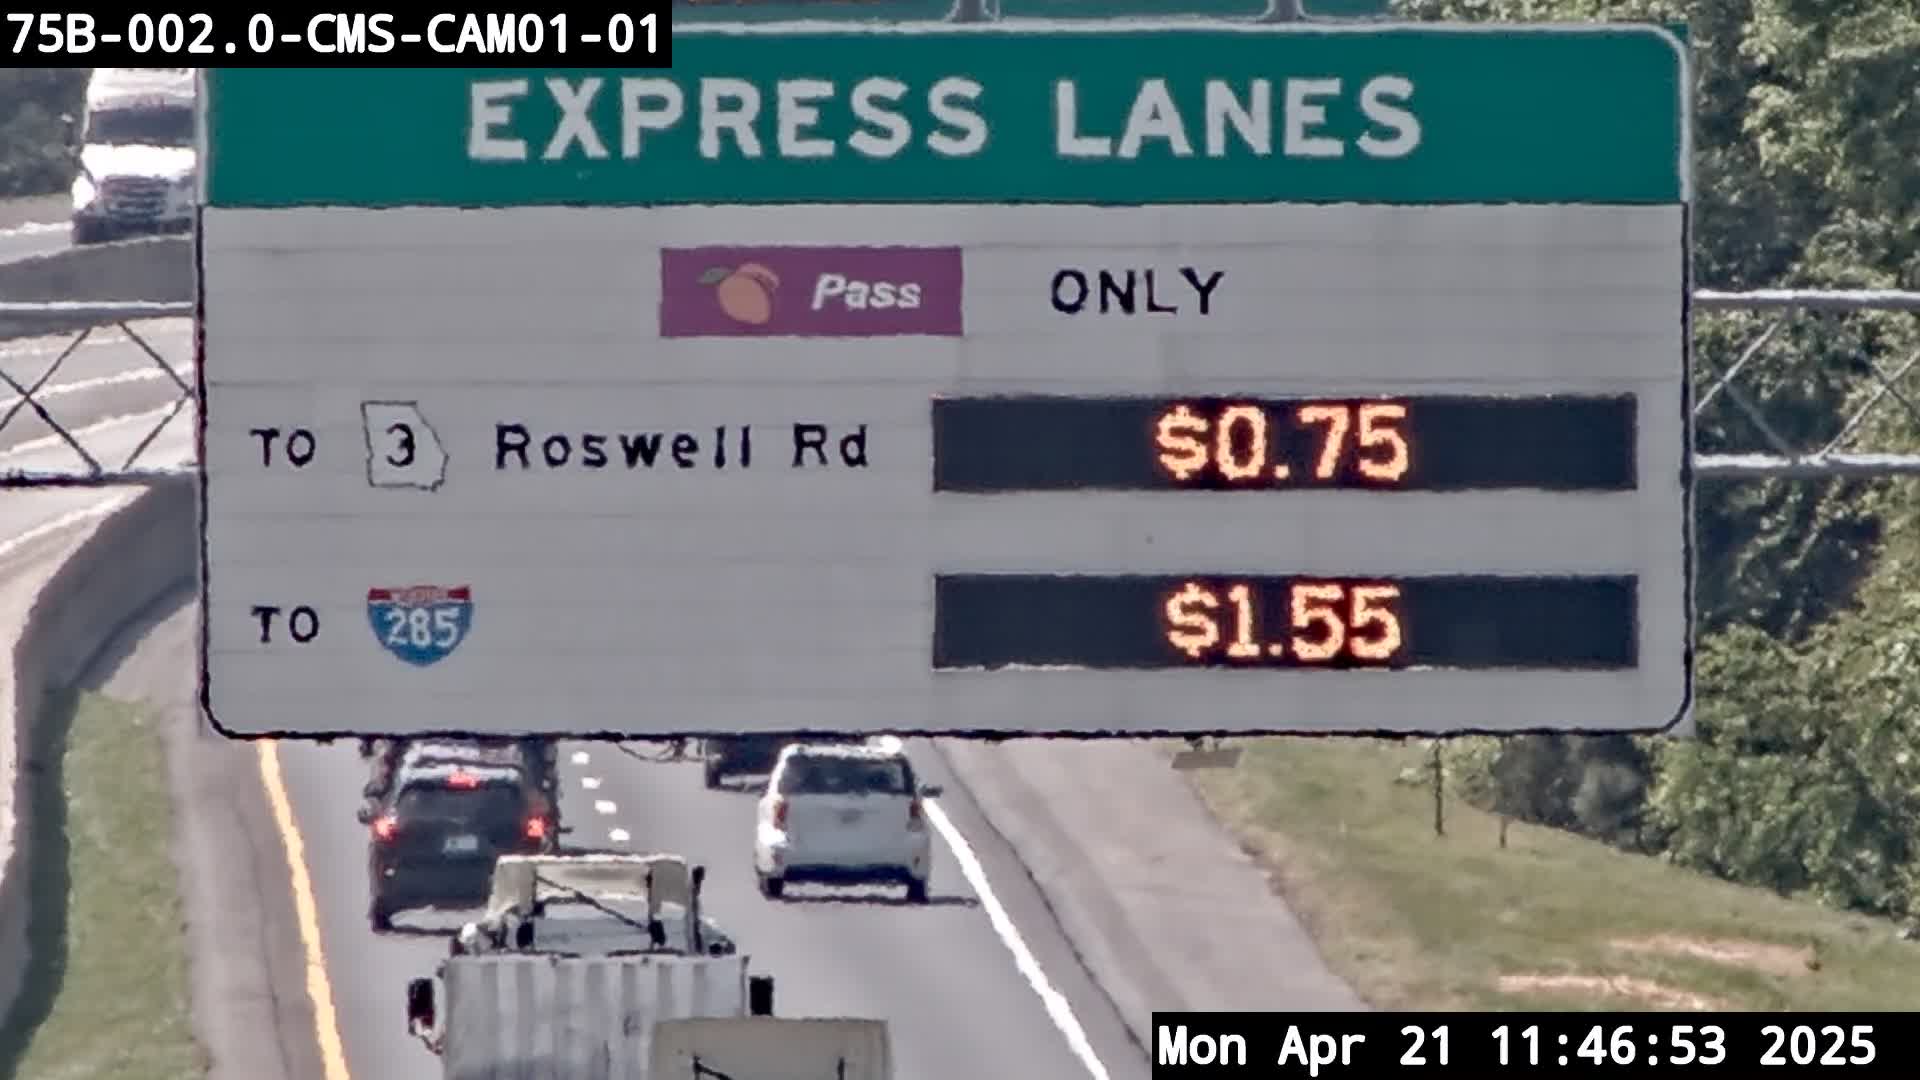 75B-002.0-CMS-CAM01-01
EXPRESS LANES
Pass ONLY
TO 3 Roswell Rd $0.75
TO 285 $1.55
Mon Apr 21 11:46:53 2025